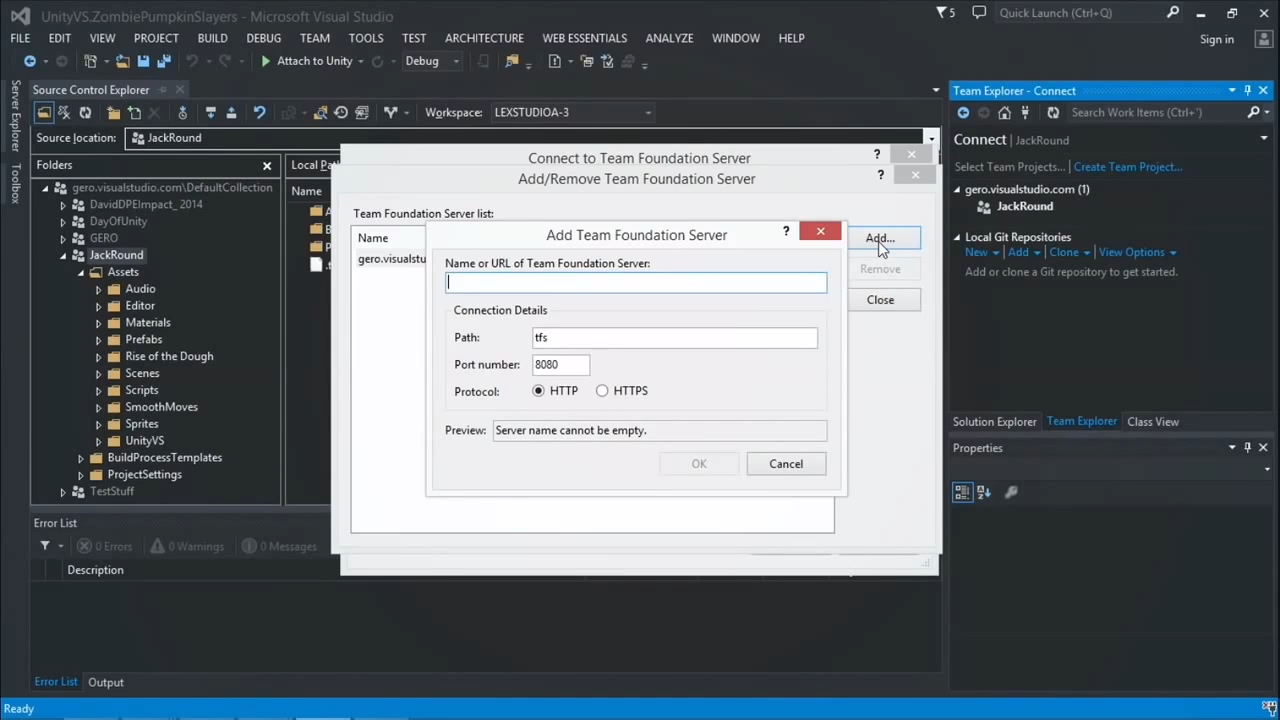 UnityVS.ZombiePumpkinSlayers - Microsoft Visual Studio
5
Quick Launch (Ctrl+Q)
FILE EDIT VIEW PROJECT BUILD DEBUG TEAM TOOLS TEST ARCHITECTURE WEB ESSENTIALS ANALYZE WINDOW HELP
Sign in
Attach to Unity
Debug
Server Explorer
Toolbox
Source Control Explorer
Workspace: LEXSTUDIOA-3
Source location: JackRound
Folders
gero.visualstudio.com\DefaultCollection
DavidDPEImpact_ 2014
DayOfUnity
GERO
JackRound
Assets
Audio
Editor
Materials
Prefabs
Rise of the Dough
Scenes
Scripts
SmoothMoves
Sprites
UnityVS
BuildProcessTemplates
ProjectSettings
TestStuff
Name
Connect to Team Foundation Server
?
Add/Remove Team Foundation Server
?
Team Foundation Server list:
Name
gero.visualstu
Add...
Remove
Close
Add Team Foundation Server
?
Name or URL of Team Foundation Server:
Connection Details
Path: tfs
Port number: 8080
Protocol: HTTP HTTPS
Preview: Server name cannot be empty.
OK Cancel
Team Explorer - Connect
Search Work Items (Ctrl+')
Connect | JackRound
Select Team Projects... Create Team Project...
gero.visualstudio.com (1)
JackRound
Local Git Repositories
New Add Clone View Options
Add or clone a Git repository to get started.
Solution Explorer Team Explorer Class View
Properties
Error List
0 Errors 0 Warnings 0 Messages
Description
Error List Output
Ready